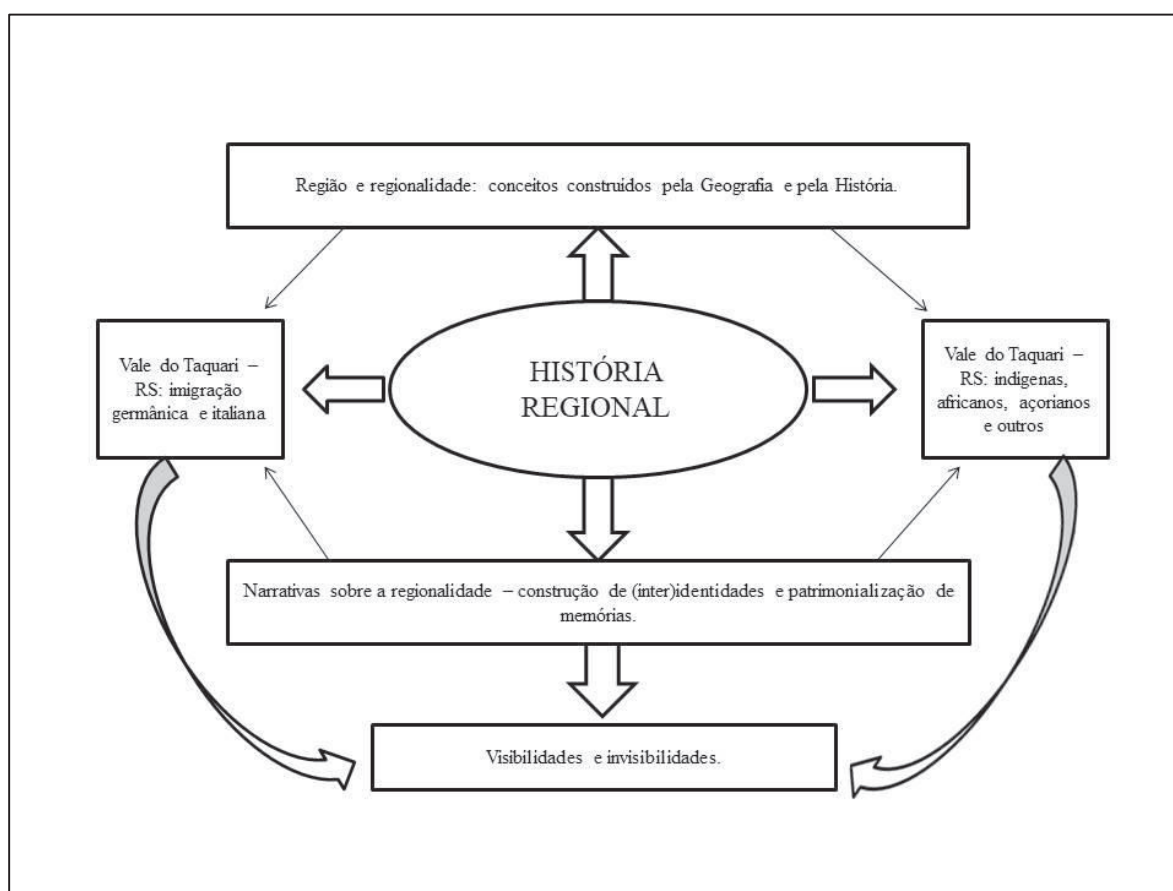 Região e regionalidade: conceitos construidos pela Geografia e pela História.
HISTÓRIA
REGIONAL
Vale do Taquari –
RS: imigração
germânica e italiana
Vale do Taquari –
RS: indígenas,
africanos, açorianos
e outros
Narrativas sobre a regionalidade – construção de (inter)identidades e patrimonialização de
memórias.
Visibilidades e invisibilidades.